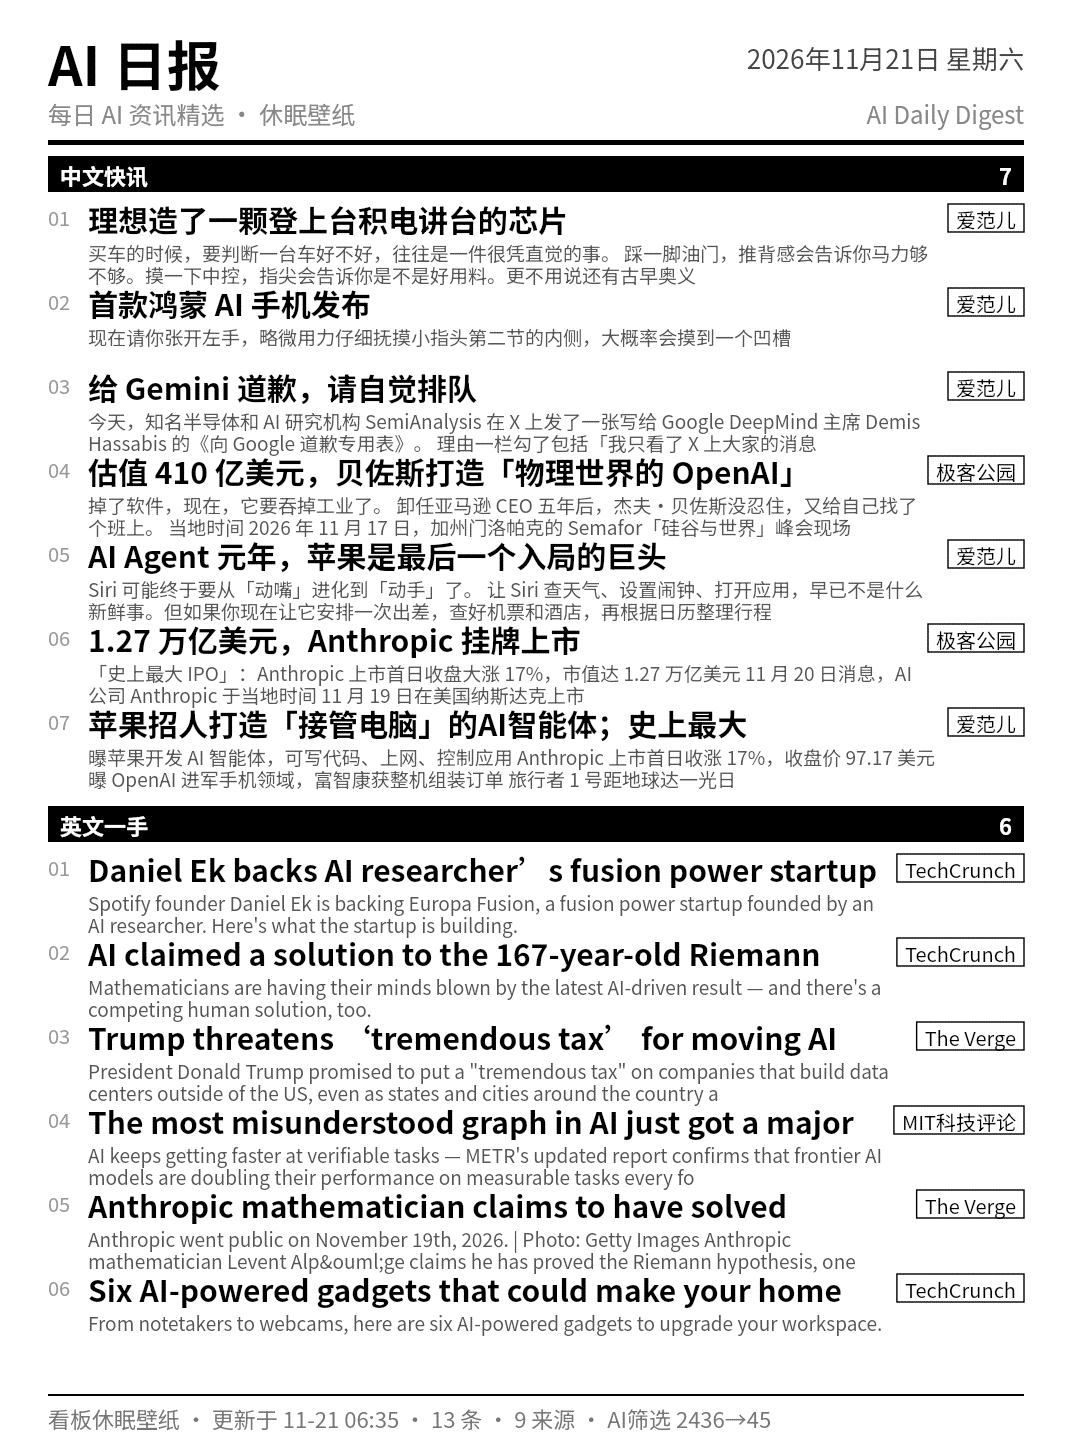 AI 日报
2026年11月21日 星期六
每日 AI 资讯精选 · 休眠壁纸
AI Daily Digest
中文快讯 7
01 理想造了一颗登上台积电讲台的芯片 爱范儿
买车的时候，要判断一台车好不好，往往是一件很凭直觉的事。 踩一脚油门，推背感会告诉你马力够
不够。摸一下中控，指尖会告诉你是不是好用料。更不用说还有古早奥义
02 首款鸿蒙 AI 手机发布 爱范儿
现在请你张开左手，略微用力仔细抚摸小指头第二节的内侧，大概率会摸到一个凹槽
03 给 Gemini 道歉，请自觉排队 爱范儿
今天，知名半导体和 AI 研究机构 SemiAnalysis 在 X 上发了一张写给 Google DeepMind 主席 Demis
Hassabis 的《向 Google 道歉专用表》。 理由一栏勾了包括「我只看了 X 上大家的消息
04 估值 410 亿美元，贝佐斯打造「物理世界的 OpenAI」 极客公园
掉了软件，现在，它要吞掉工业了。 卸任亚马逊 CEO 五年后，杰夫·贝佐斯没忍住，又给自己找了
个班上。 当地时间 2026 年 11 月 17 日，加州门洛帕克的 Semafor「硅谷与世界」峰会现场
05 AI Agent 元年，苹果是最后一个入局的巨头 爱范儿
Siri 可能终于要从「动嘴」进化到「动手」了。 让 Siri 查天气、设置闹钟、打开应用，早已不是什么
新鲜事。但如果你现在让它安排一次出差，查好机票和酒店，再根据日历整理行程
06 1.27 万亿美元，Anthropic 挂牌上市 极客公园
「史上最大 IPO」：Anthropic 上市首日收盘大涨 17%，市值达 1.27 万亿美元 11 月 20 日消息，AI
公司 Anthropic 于当地时间 11 月 19 日在美国纳斯达克上市
07 苹果招人打造「接管电脑」的AI智能体；史上最大 爱范儿
曝苹果开发 AI 智能体，可写代码、上网、控制应用 Anthropic 上市首日收涨 17%，收盘价 97.17 美元
曝 OpenAI 进军手机领域，富智康获整机组装订单 旅行者 1 号距地球达一光日
英文一手 6
01 Daniel Ek backs AI researcher’s fusion power startup TechCrunch
Spotify founder Daniel Ek is backing Europa Fusion, a fusion power startup founded by an
AI researcher. Here's what the startup is building.
02 AI claimed a solution to the 167-year-old Riemann TechCrunch
Mathematicians are having their minds blown by the latest AI-driven result — and there's a
competing human solution, too.
03 Trump threatens ‘tremendous tax’ for moving AI The Verge
President Donald Trump promised to put a "tremendous tax" on companies that build data
centers outside of the US, even as states and cities around the country a
04 The most misunderstood graph in AI just got a major MIT科技评论
AI keeps getting faster at verifiable tasks — METR's updated report confirms that frontier AI
models are doubling their performance on measurable tasks every fo
05 Anthropic mathematician claims to have solved The Verge
Anthropic went public on November 19th, 2026. | Photo: Getty Images Anthropic
mathematician Levent Alp&ouml;ge claims he has proved the Riemann hypothesis, one
06 Six AI-powered gadgets that could make your home TechCrunch
From notetakers to webcams, here are six AI-powered gadgets to upgrade your workspace.
看板休眠壁纸 · 更新于 11-21 06:35 · 13 条 · 9 来源 · AI筛选 2436→45